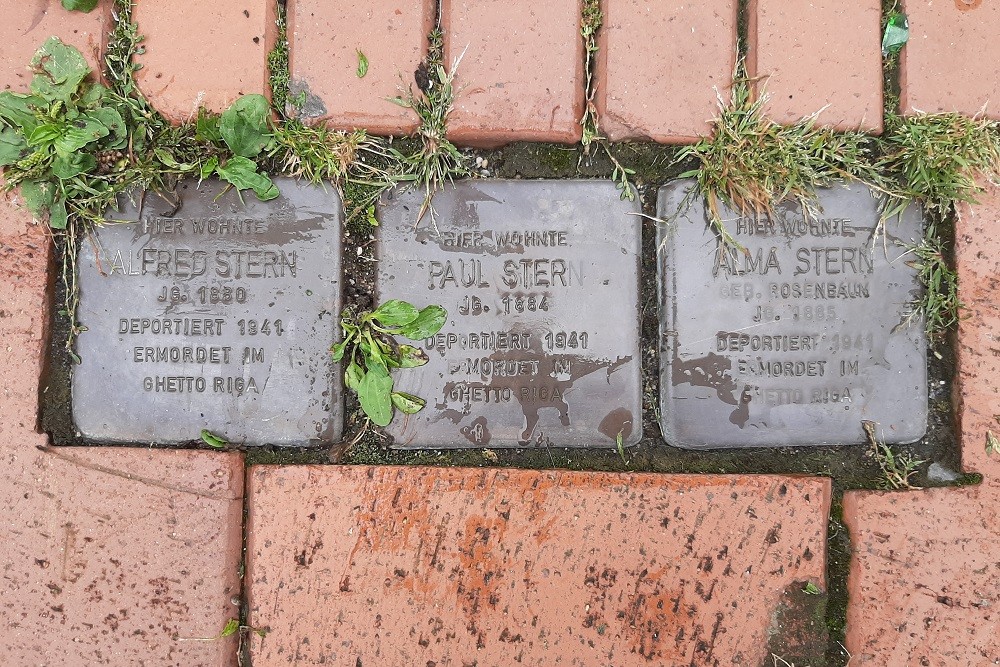 HIER WOHNTE
ALFRED STERN
JG. 1880
DEPORTIERT 1941
ERMORDET IM
GHETTO RIGA
HIER WOHNTE
PAUL STERN
JG. 1884
DEPORTIERT 1941
ERMORDET IM
GHETTO RIGA
HIER WOHNTE
ALMA STERN
GEB. ROSENBAUM
JG. 1885
DEPORTIERT 1941
ERMORDET IM
GHETTO RIGA